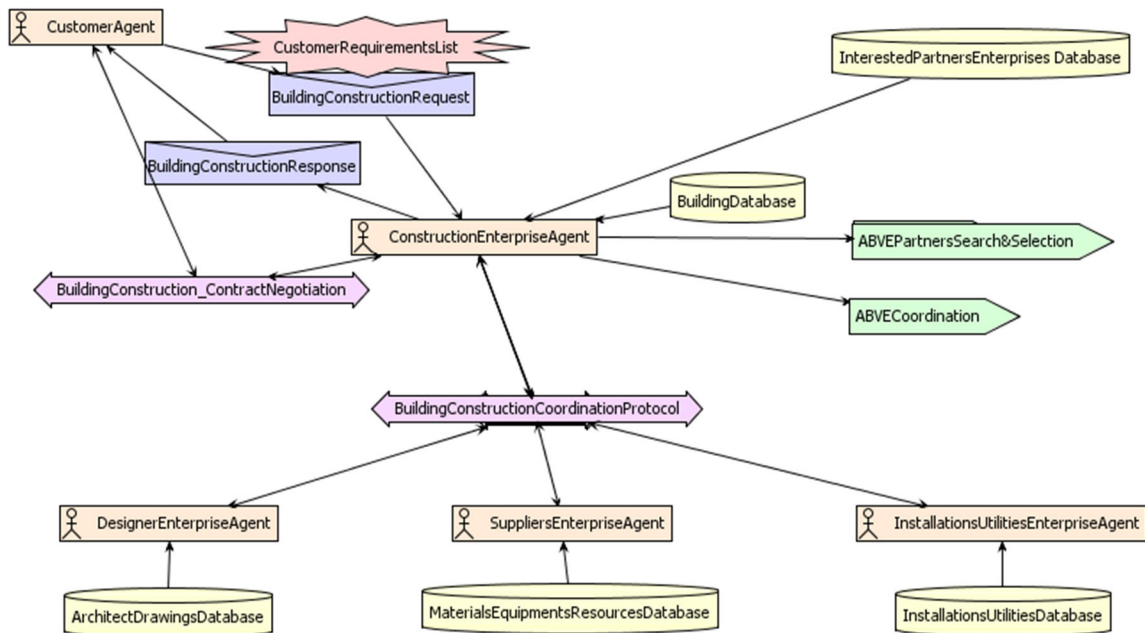 CustomerAgent
CustomerRequirementsList
InterestedPartnersEnterprises Database
BuildingConstructionRequest
BuildingConstructionResponse
BuildingDatabase
ConstructionEnterpriseAgent
ABVEPartnersSearch&Selection
BuildingConstruction_ContractNegotiation
ABVECoordination
BuildingConstructionCoordinationProtocol
DesignerEnterpriseAgent
SuppliersEnterpriseAgent
InstallationsUtilitiesEnterpriseAgent
ArchitectDrawingsDatabase
MaterialsEquipmentsResourcesDatabase
InstallationsUtilitiesDatabase